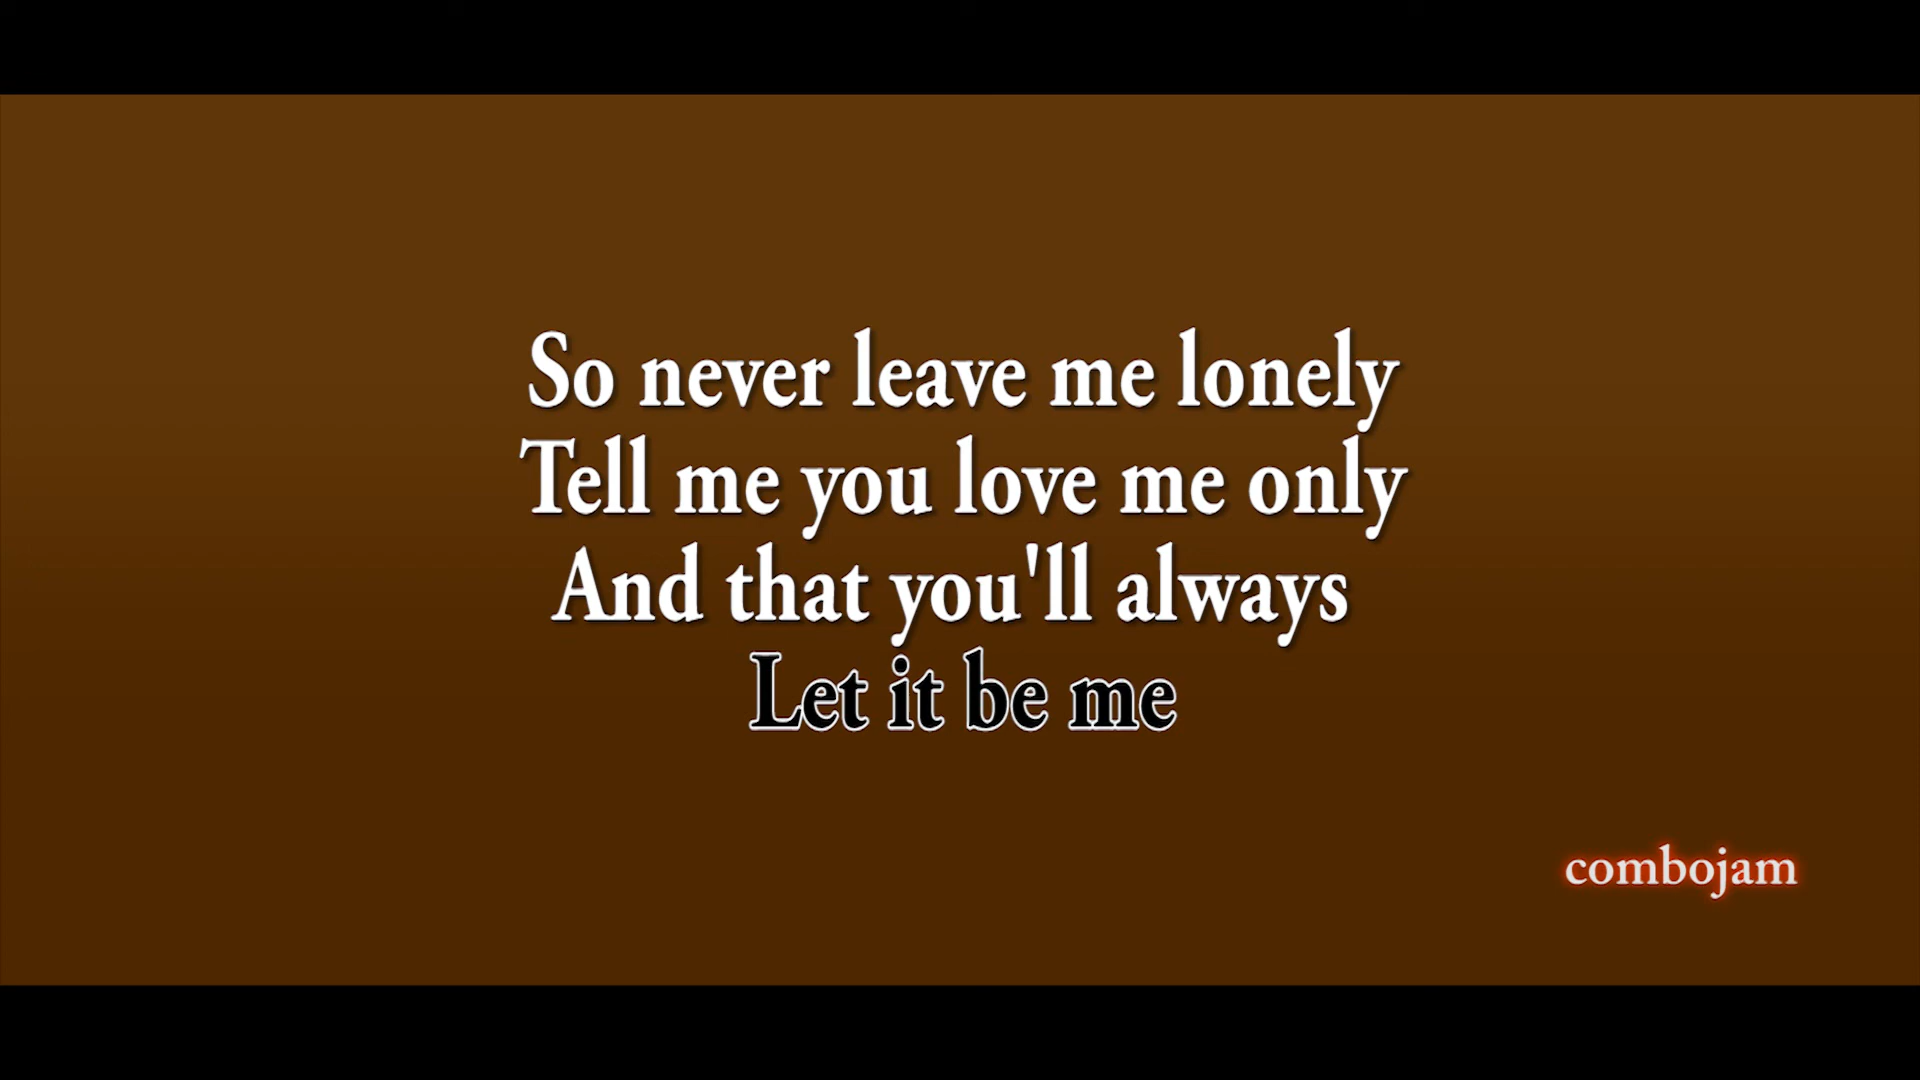 So never leave me lonely
Tell me you love me only
And that you'll always
Let it be me
combojam